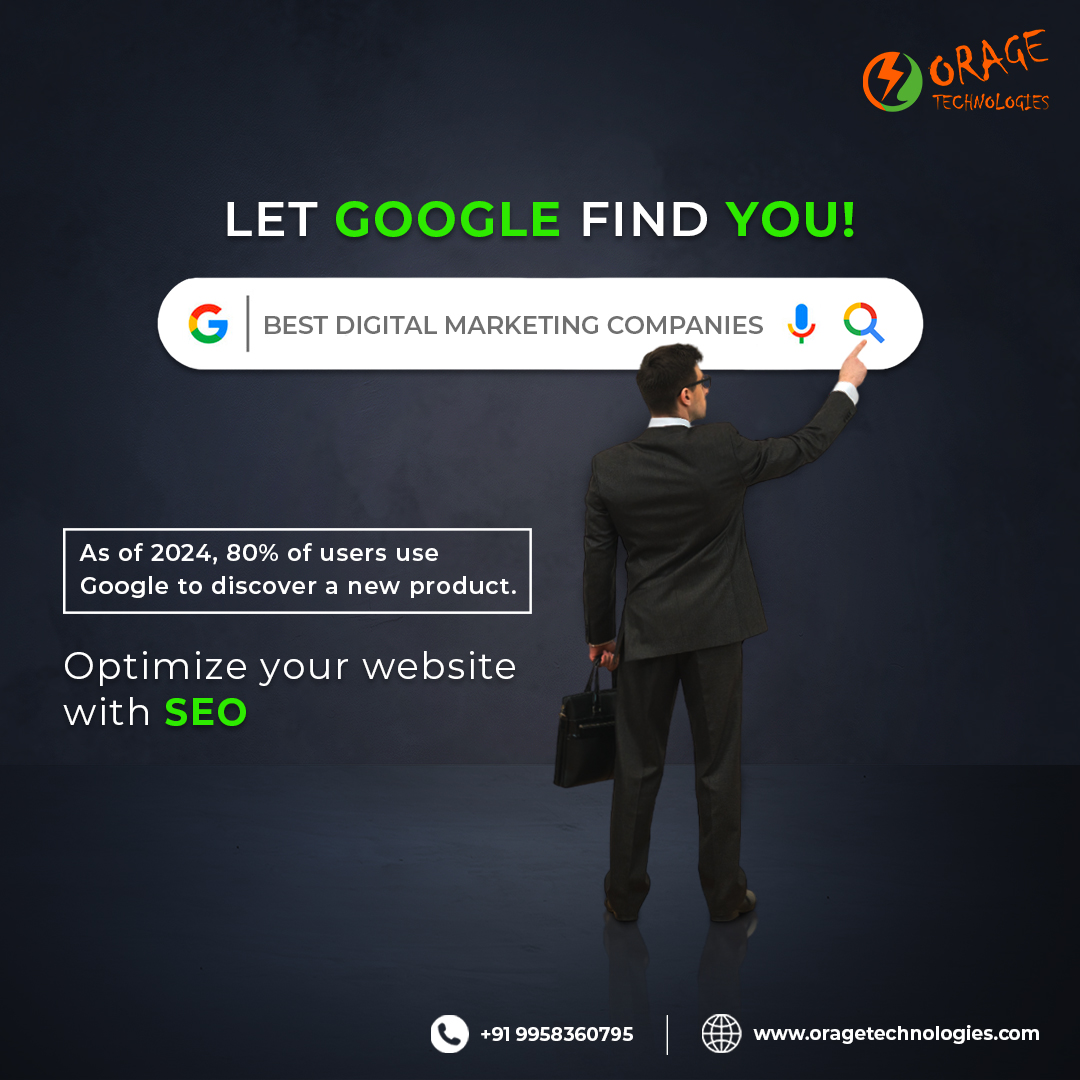 ORAGE
TECHNOLOGIES
LET GOOGLE FIND YOU!
BEST DIGITAL MARKETING COMPANIES
As of 2024, 80% of users use
Google to discover a new product.
Optimize your website
with SEO
+91 9958360795
www.oragetechnologies.com